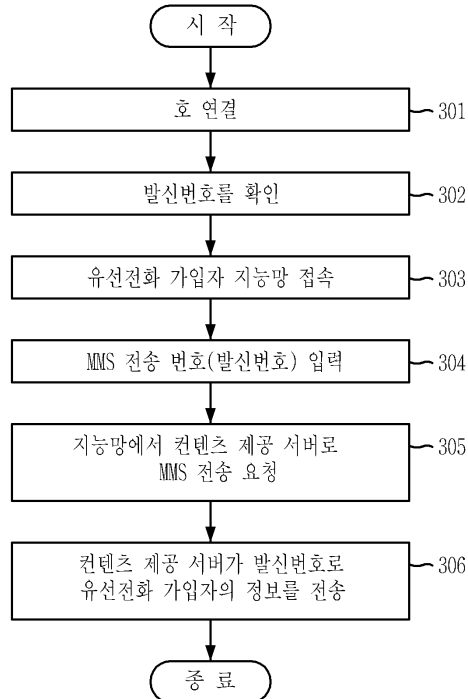 시 작
호 연결
301
발신번호를 확인
302
유선전화 가입자 지능망 접속
303
MMS 전송 번호(발신번호) 입력
304
지능망에서 컨텐츠 제공 서버로
MMS 전송 요청
305
컨텐츠 제공 서버가 발신번호로
유선전화 가입자의 정보를 전송
306
종 료